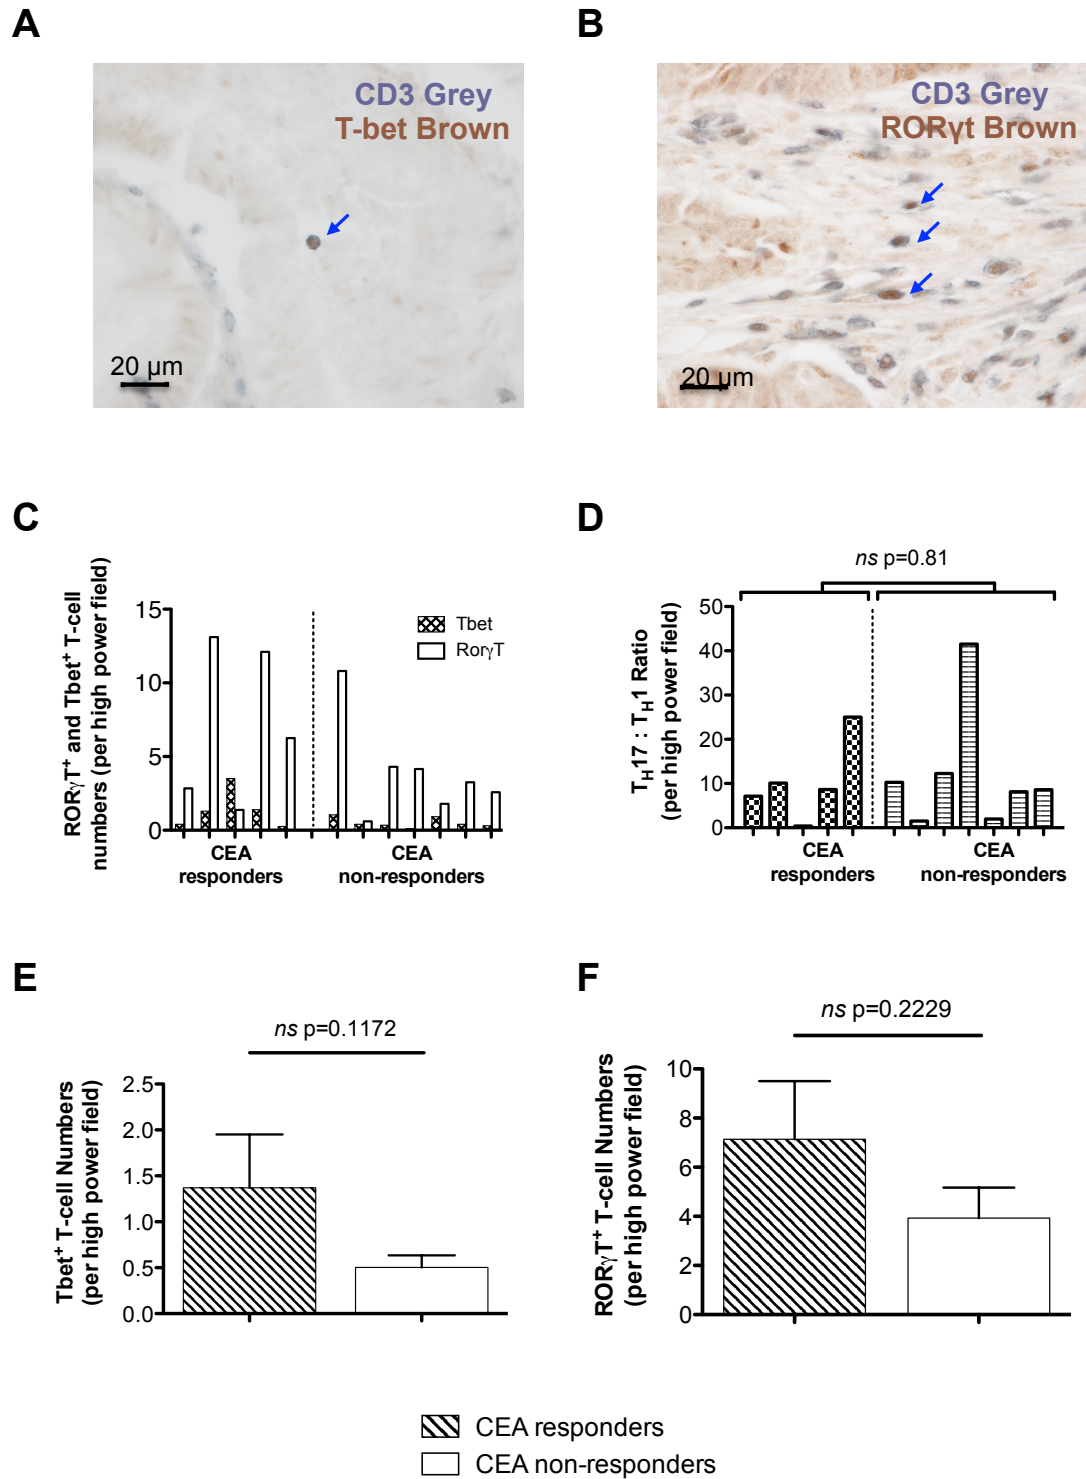 A
CD3 Grey
T-bet Brown
20 µm
B
CD3 Grey
RORγt Brown
20 µm
C
RORγT⁺ and Tbet⁺ T-cell
numbers (per high power field)
15
10
5
0
Tbet
RorγT
CEA
responders
CEA
non-responders
D
ns p=0.81
T_H17 : T_H1 Ratio
(per high power field)
50
40
30
20
10
0
CEA
responders
CEA
non-responders
E
ns p=0.1172
Tbet⁺ T-cell Numbers
(per high power field)
2.5
2.0
1.5
1.0
0.5
0.0
F
ns p=0.2229
RORγT⁺ T-cell Numbers
(per high power field)
10
8
6
4
2
0
CEA responders
CEA non-responders